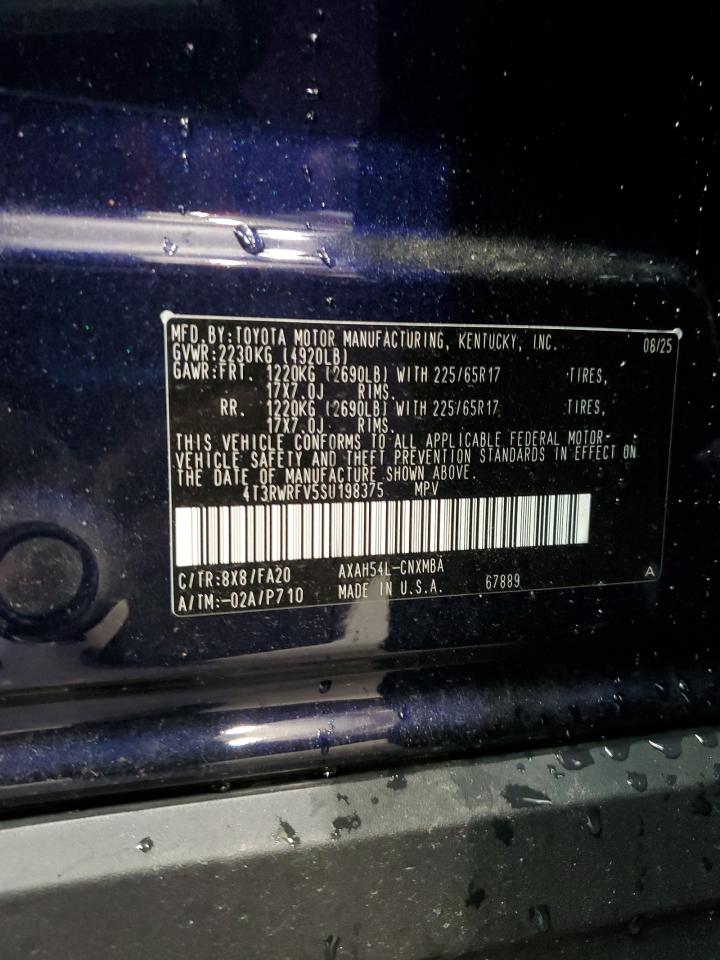 MFD.BY:TOYOTA MOTOR MANUFACTURING, KENTUCKY, INC. 08/25
GVWR:2230KG (4920LB)
GAWR:FRT. 1220KG (2690LB) WITH 225/65R17 TIRES,
17X7.0J RIMS.
RR. 1220KG (2690LB) WITH 225/65R17 TIRES,
17X7.0J RIMS.
THIS VEHICLE CONFORMS TO ALL APPLICABLE FEDERAL MOTOR-
VEHICLE SAFETY AND THEFT PREVENTION STANDARDS IN EFFECT ON
THE DATE OF MANUFACTURE SHOWN ABOVE.
4T3RWRFV5SU198375 MPV
C/TR:8X8/FA20 AXAH54L-CNXMBA A
A/TM:-02A/P710 MADE IN U.S.A. 67889